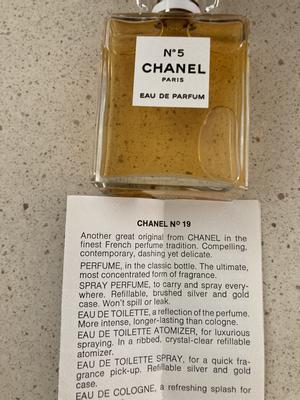 N°5
CHANEL
PARIS
EAU DE PARFUM
CHANEL Nº 19
Another great original from CHANEL in the
finest French perfume tradition. Compelling,
contemporary, dashing yet delicate.
PERFUME, in the classic bottle. The ultimate,
most concentrated form of fragrance.
SPRAY PERFUME, to carry and spray every-
where. Refillable, brushed silver and gold
case. Won't spill or leak.
EAU DE TOILETTE, a reflection of the perfume.
More intense, longer-lasting than cologne.
EAU DE TOILETTE ATOMIZER, for luxurious
spraying. In a ribbed, crystal-clear refillable
atomizer.
EAU DE TOILETTE SPRAY, for a quick fra-
grance pick-up. Refillable silver and gold
case.
EAU DE COLOGNE, a refreshing splash for